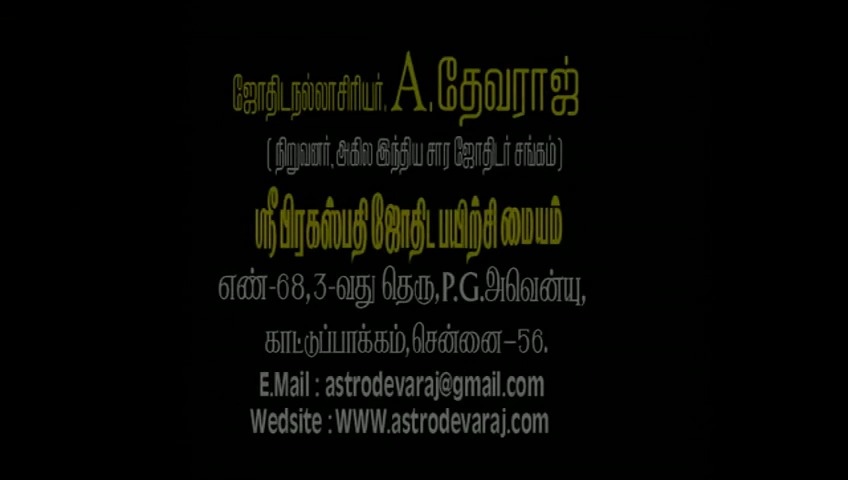 ஜோதிடநல்லாசிரியர். A. தேவராஜ்
( நிறுவனர், அகில இந்திய சார ஜோதிடர் சங்கம்)
ஸ்ரீ பிரகஸ்பதி ஜோதிட பயிற்சி மையம்
எண்-68,3-வது தெரு,P.G.அவென்யு,
காட்டுப்பாக்கம்,சென்னை–56.
E.Mail : astrodevaraj@gmail.com
Wedsite : WWW.astrodevaraj.com